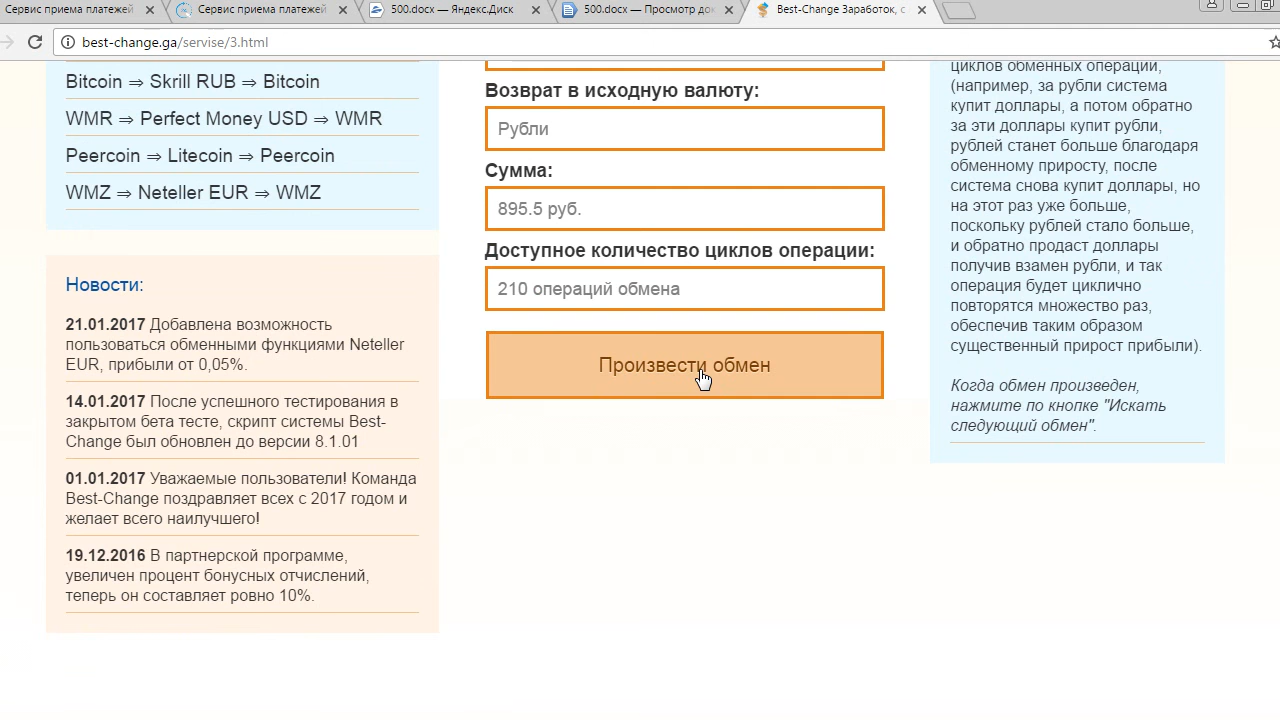 Сервис приема платежей
Сервис приема платежей
500.docx — Яндекс.Диск
500.docx — Просмотр до
Best-Change Заработок, с
best-change.ga/servise/3.html
Bitcoin ⇒ Skrill RUB ⇒ Bitcoin
WMR ⇒ Perfect Money USD ⇒ WMR
Peercoin ⇒ Litecoin ⇒ Peercoin
WMZ ⇒ Neteller EUR ⇒ WMZ
Новости:
21.01.2017 Добавлена возможность
пользоваться обменными функциями Neteller
EUR, прибыли от 0,05%.
14.01.2017 После успешного тестирования в
закрытом бета тесте, скрипт системы Best-
Change был обновлен до версии 8.1.01
01.01.2017 Уважаемые пользователи! Команда
Best-Change поздравляет всех с 2017 годом и
желает всего наилучшего!
19.12.2016 В партнерской программе,
увеличен процент бонусных отчислений,
теперь он составляет ровно 10%.
Возврат в исходную валюту:
Рубли
Сумма:
895.5 руб.
Доступное количество циклов операции:
210 операций обмена
Произвести обмен
циклов обменных операций,
(например, за рубли система
купит доллары, а потом обратно
за эти доллары купит рубли,
рублей станет больше благодаря
обменному приросту, после
система снова купит доллары, но
на этот раз уже больше,
поскольку рублей стало больше,
и обратно продаст доллары
получив взамен рубли, и так
операция будет циклично
повторятся множество раз,
обеспечив таким образом
существенный прирост прибыли).
Когда обмен произведен,
нажмите по кнопке "Искать
следующий обмен".